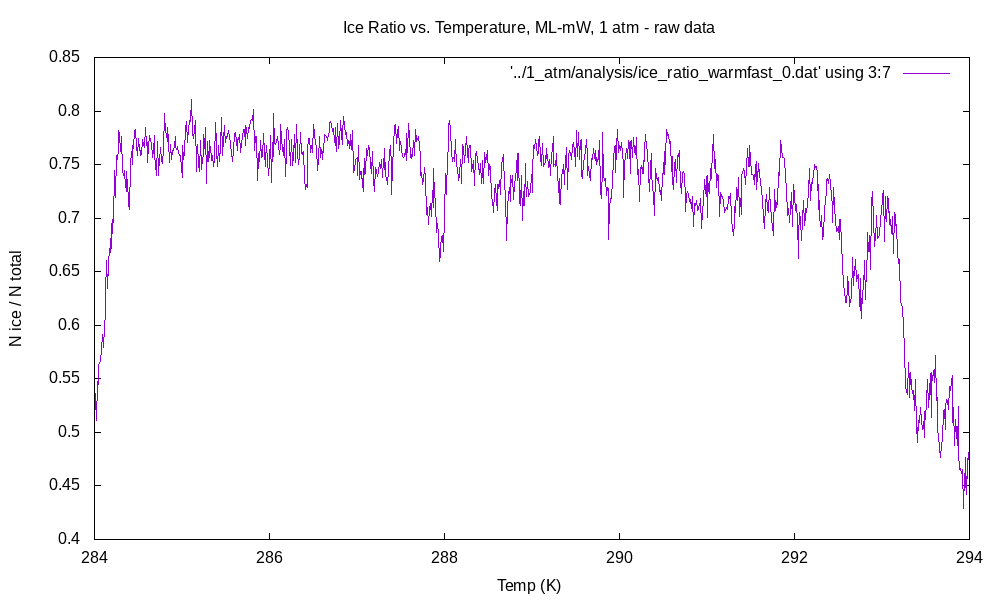 Ice Ratio vs. Temperature, ML-mW, 1 atm - raw data
'../1_atm/analysis/ice_ratio_warmfast_0.dat' using 3:7
0.85
0.8
0.75
0.7
0.65
0.6
0.55
0.5
0.45
0.4
N ice / N total
284 286 288 290 292 294
Temp (K)